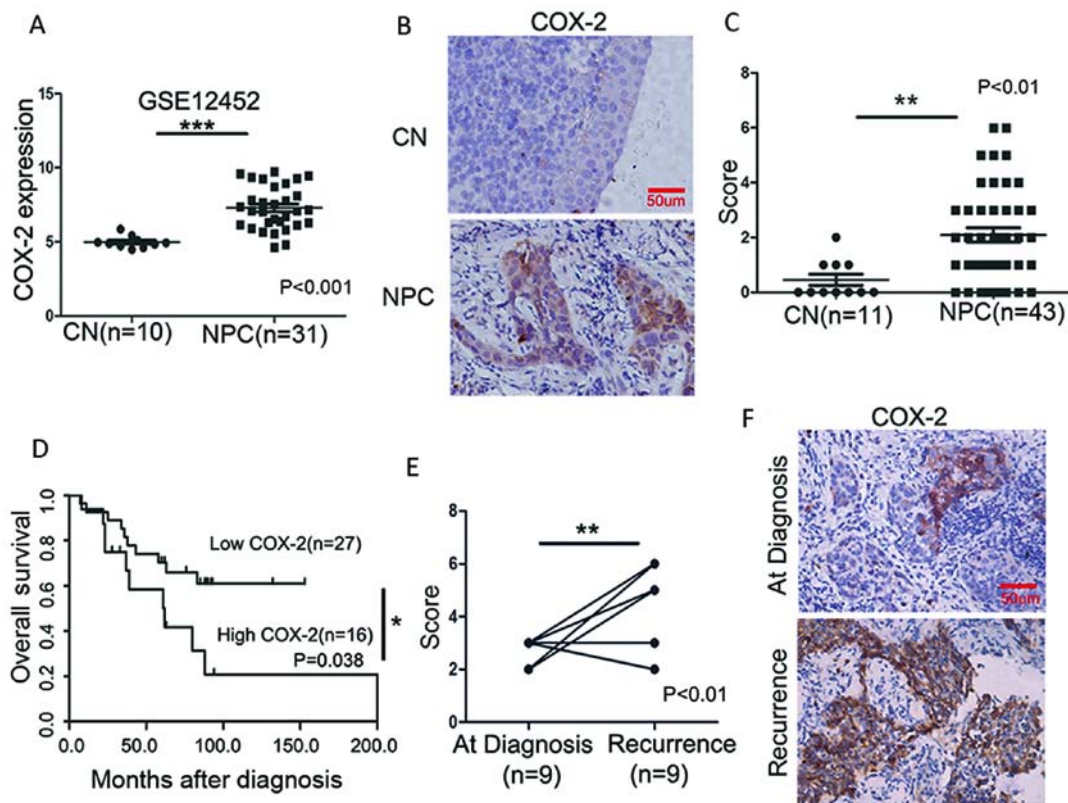 A
GSE12452
***
COX-2 expression
15
10
5
0
P<0.001
CN(n=10)
NPC(n=31)
B
COX-2
CN
50um
NPC
C
P<0.01
**
Score
8
6
4
2
0
CN(n=11)
NPC(n=43)
D
Overall survival
1.0
0.8
0.6
0.4
0.2
0.0
Low COX-2(n=27)
High COX-2(n=16)
P=0.038
*
0.0
50.0
100.0
150.0
200.0
Months after diagnosis
E
**
Score
8
6
4
2
0
P<0.01
At Diagnosis
(n=9)
Recurrence
(n=9)
F
COX-2
At Diagnosis
50um
Recurrence